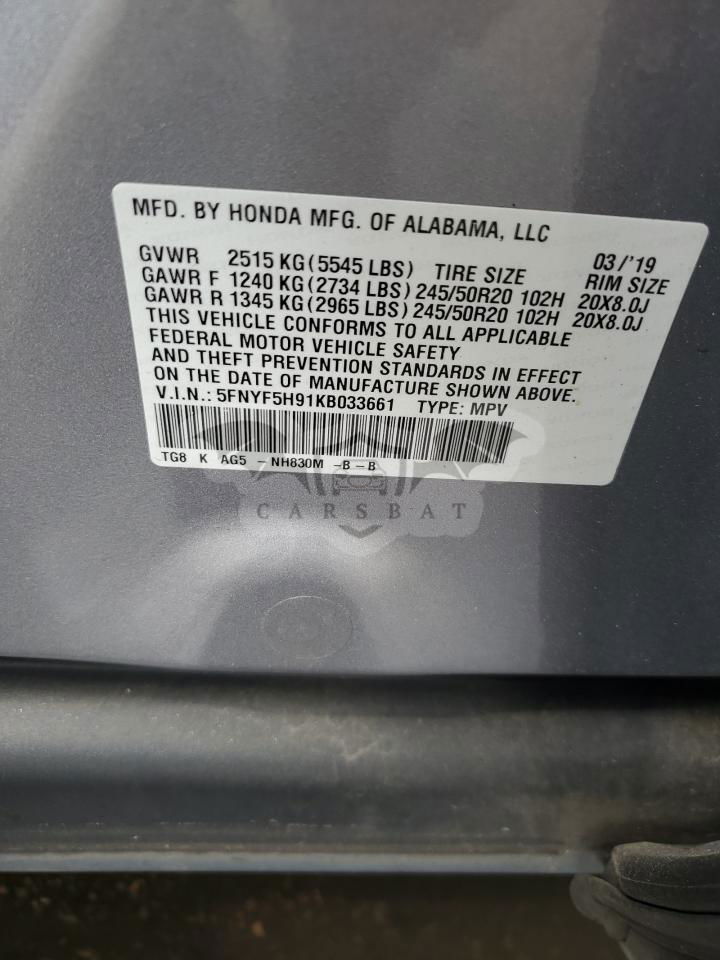 MFD. BY HONDA MFG. OF ALABAMA, LLC
GVWR 2515 KG (5545 LBS) TIRE SIZE 03/'19 RIM SIZE
GAWR F 1240 KG (2734 LBS) 245/50R20 102H 20X8.0J
GAWR R 1345 KG (2965 LBS) 245/50R20 102H 20X8.0J
THIS VEHICLE CONFORMS TO ALL APPLICABLE
FEDERAL MOTOR VEHICLE SAFETY
AND THEFT PREVENTION STANDARDS IN EFFECT
ON THE DATE OF MANUFACTURE SHOWN ABOVE.
V.I.N.: 5FNYF5H91KB033661 TYPE: MPV
TG8 K AG5 - NH830M -B-B
CARSBAT